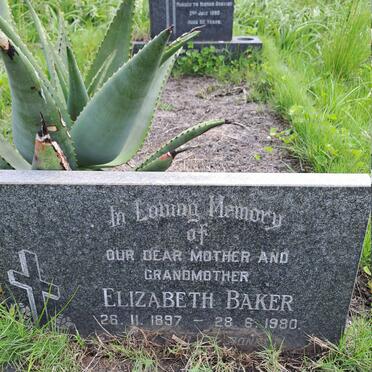 In Loving Memory
of
OUR DEAR MOTHER AND
GRANDMOTHER
ELIZABETH BAKER
26. 11. 1897 – 28. 6. 1980.